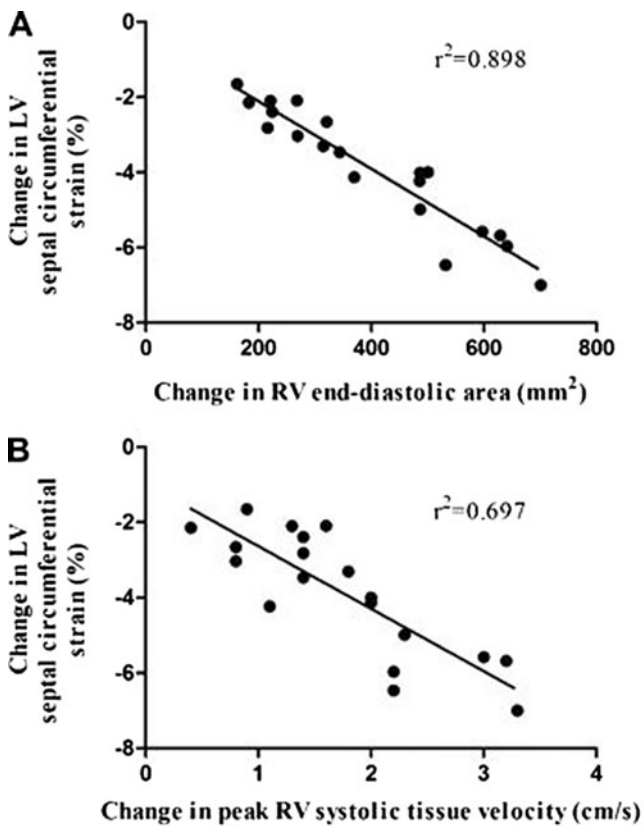 A
0
-2
-4
-6
-8
Change in LV
septal circumferential
strain (%)
r²=0.898
0 200 400 600 800
Change in RV end-diastolic area (mm²)
B
0
-2
-4
-6
-8
Change in LV
septal circumferential
strain (%)
r²=0.697
0 1 2 3 4
Change in peak RV systolic tissue velocity (cm/s)